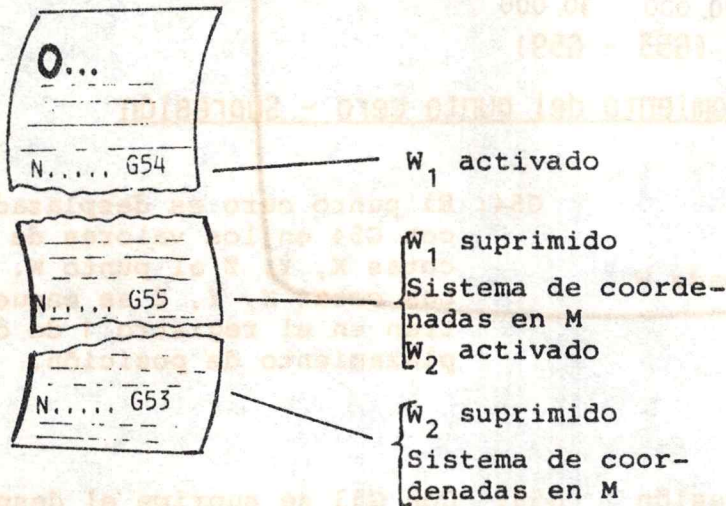 O...
N..... G54
W1 activado
W1 suprimido
N..... G55
Sistema de coorde-
nadas en M
W2 activado
N..... G53
W2 suprimido
Sistema de coor-
denadas en M